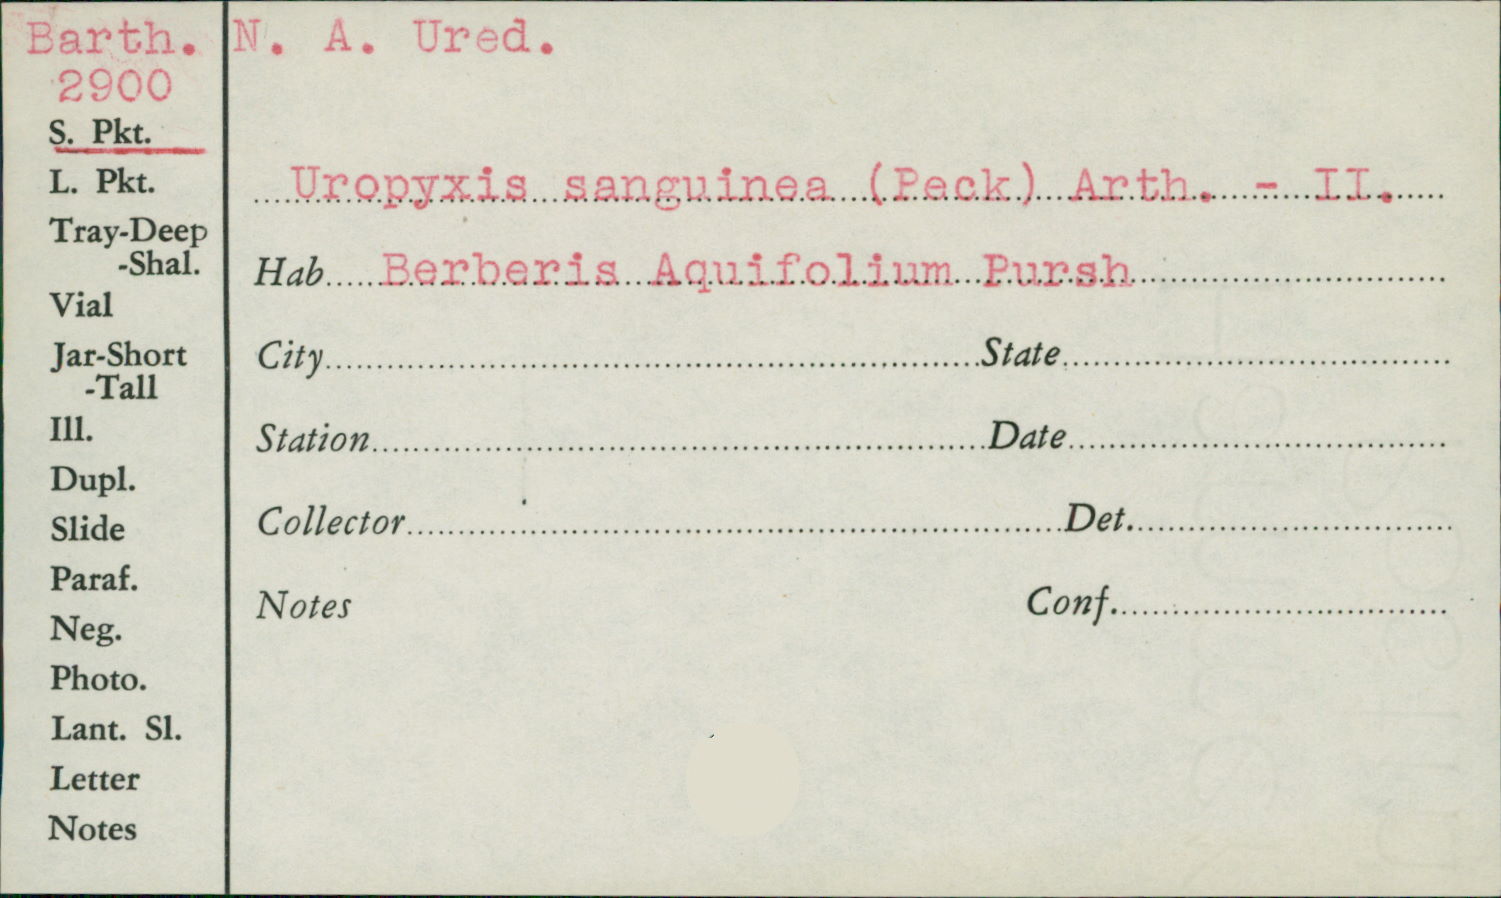 Barth. N. A. Ured.
2900
S. Pkt.
L. Pkt.
Tray-Deep
-Shal.
Vial
Jar-Short
-Tall
Ill.
Dupl.
Slide
Paraf.
Neg.
Photo.
Lant. Sl.
Letter
Notes
Uropyxis sanguinea (Peck) Arth. - II.
Hab Berberis Aquifolium Pursh
City State
Station Date
Collector Det.
Notes Conf.